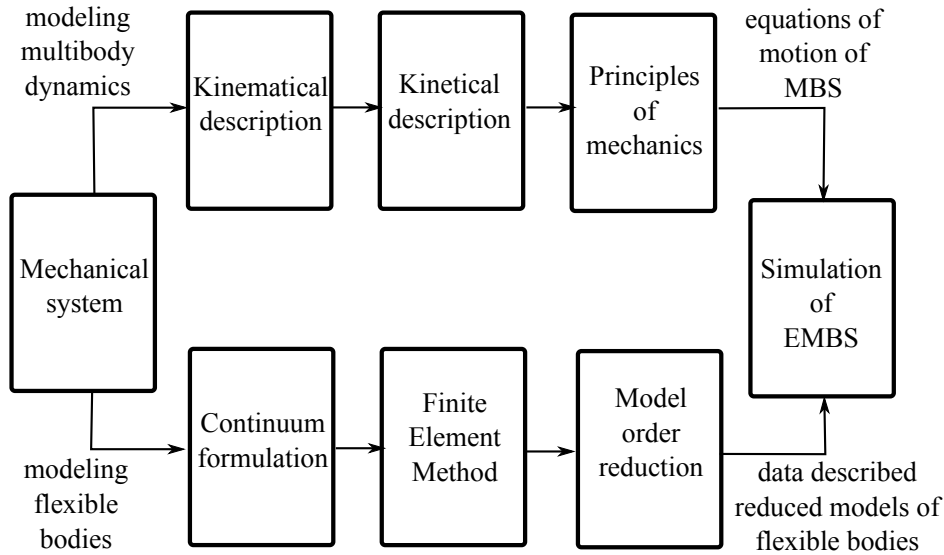 modeling
multibody
dynamics
Kinematical
description
Kinetical
description
Principles
of
mechanics
equations of
motion of
MBS
Mechanical
system
Simulation
of
EMBS
modeling
flexible
bodies
Continuum
formulation
Finite
Element
Method
Model
order
reduction
data described
reduced models of
flexible bodies